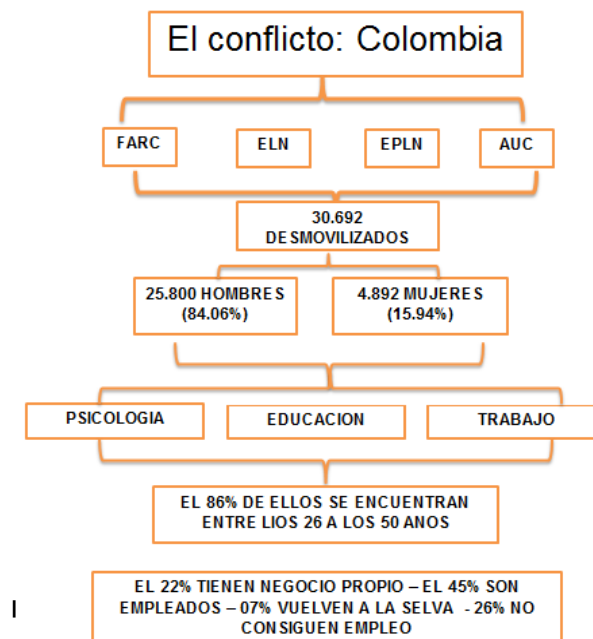 El conflicto: Colombia
FARC
ELN
EPLN
AUC
30.692
DESMOVILIZADOS
25.800 HOMBRES
(84.06%)
4.892 MUJERES
(15.94%)
PSICOLOGIA
EDUCACION
TRABAJO
EL 86% DE ELLOS SE ENCUENTRAN
ENTRE LIOS 26 A LOS 50 ANOS
l
EL 22% TIENEN NEGOCIO PROPIO – EL 45% SON
EMPLEADOS – 07% VUELVEN A LA SELVA - 26% NO
CONSIGUEN EMPLEO